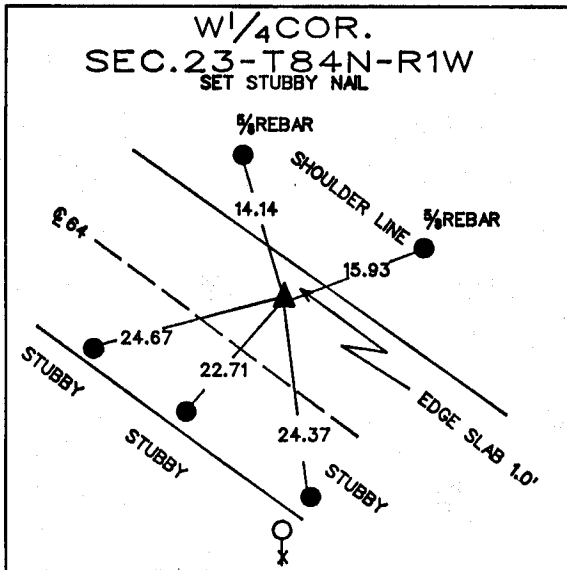 W1/4COR.
SEC.23-T84N-R1W
SET STUBBY NAIL
5/8REBAR
SHOULDER LINE
5/8REBAR
℄ 64
14.14
15.93
24.67
22.71
STUBBY
EDGE SLAB 1.0'
24.37
STUBBY
STUBBY